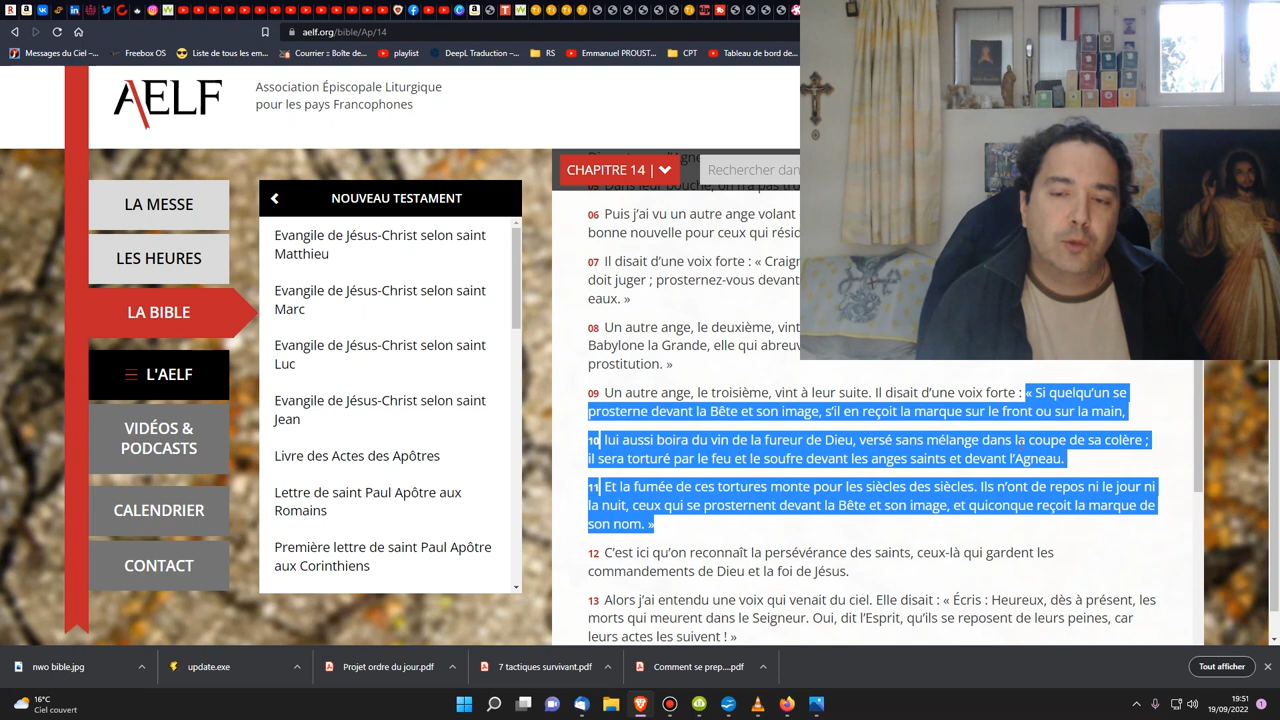 aelf.org/bible/Ap/14
Messages du Ciel -...
Freebox OS
Liste de tous les em...
Courrier :: Boîte de...
playlist
DeepL Traduction –...
RS
Emmanuel PROUST...
CPT
Tableau de bord de...
AELF
Association Épiscopale Liturgique
pour les pays Francophones
LA MESSE
LES HEURES
LA BIBLE
L'AELF
VIDÉOS &
PODCASTS
CALENDRIER
CONTACT
NOUVEAU TESTAMENT
Evangile de Jésus-Christ selon saint
Matthieu
Evangile de Jésus-Christ selon saint
Marc
Evangile de Jésus-Christ selon saint
Luc
Evangile de Jésus-Christ selon saint
Jean
Livre des Actes des Apôtres
Lettre de saint Paul Apôtre aux
Romains
Première lettre de saint Paul Apôtre
aux Corinthiens
CHAPITRE 14 |
Rechercher dan
06 Puis j’ai vu un autre ange volant
bonne nouvelle pour ceux qui résid
07 Il disait d’une voix forte : « Craign
doit juger ; prosternez-vous devant
eaux. »
08 Un autre ange, le deuxième, vint
Babylone la Grande, elle qui abreuv
prostitution. »
09 Un autre ange, le troisième, vint à leur suite. Il disait d’une voix forte : « Si quelqu’un se
prosterne devant la Bête et son image, s’il en reçoit la marque sur le front ou sur la main,
10 lui aussi boira du vin de la fureur de Dieu, versé sans mélange dans la coupe de sa colère ;
il sera torturé par le feu et le soufre devant les anges saints et devant l’Agneau.
11 Et la fumée de ces tortures monte pour les siècles des siècles. Ils n’ont de repos ni le jour ni
la nuit, ceux qui se prosternent devant la Bête et son image, et quiconque reçoit la marque de
son nom. »
12 C’est ici qu’on reconnaît la persévérance des saints, ceux-là qui gardent les
commandements de Dieu et la foi de Jésus.
13 Alors j’ai entendu une voix qui venait du ciel. Elle disait : « Écris : Heureux, dès à présent, les
morts qui meurent dans le Seigneur. Oui, dit l’Esprit, qu’ils se reposent de leurs peines, car
leurs actes les suivent ! »
nwo bible.jpg
update.exe
Projet ordre du jour.pdf
7 tactiques survivant.pdf
Comment se prep....pdf
Tout afficher
16°C
Ciel couvert
19:51
19/09/2022